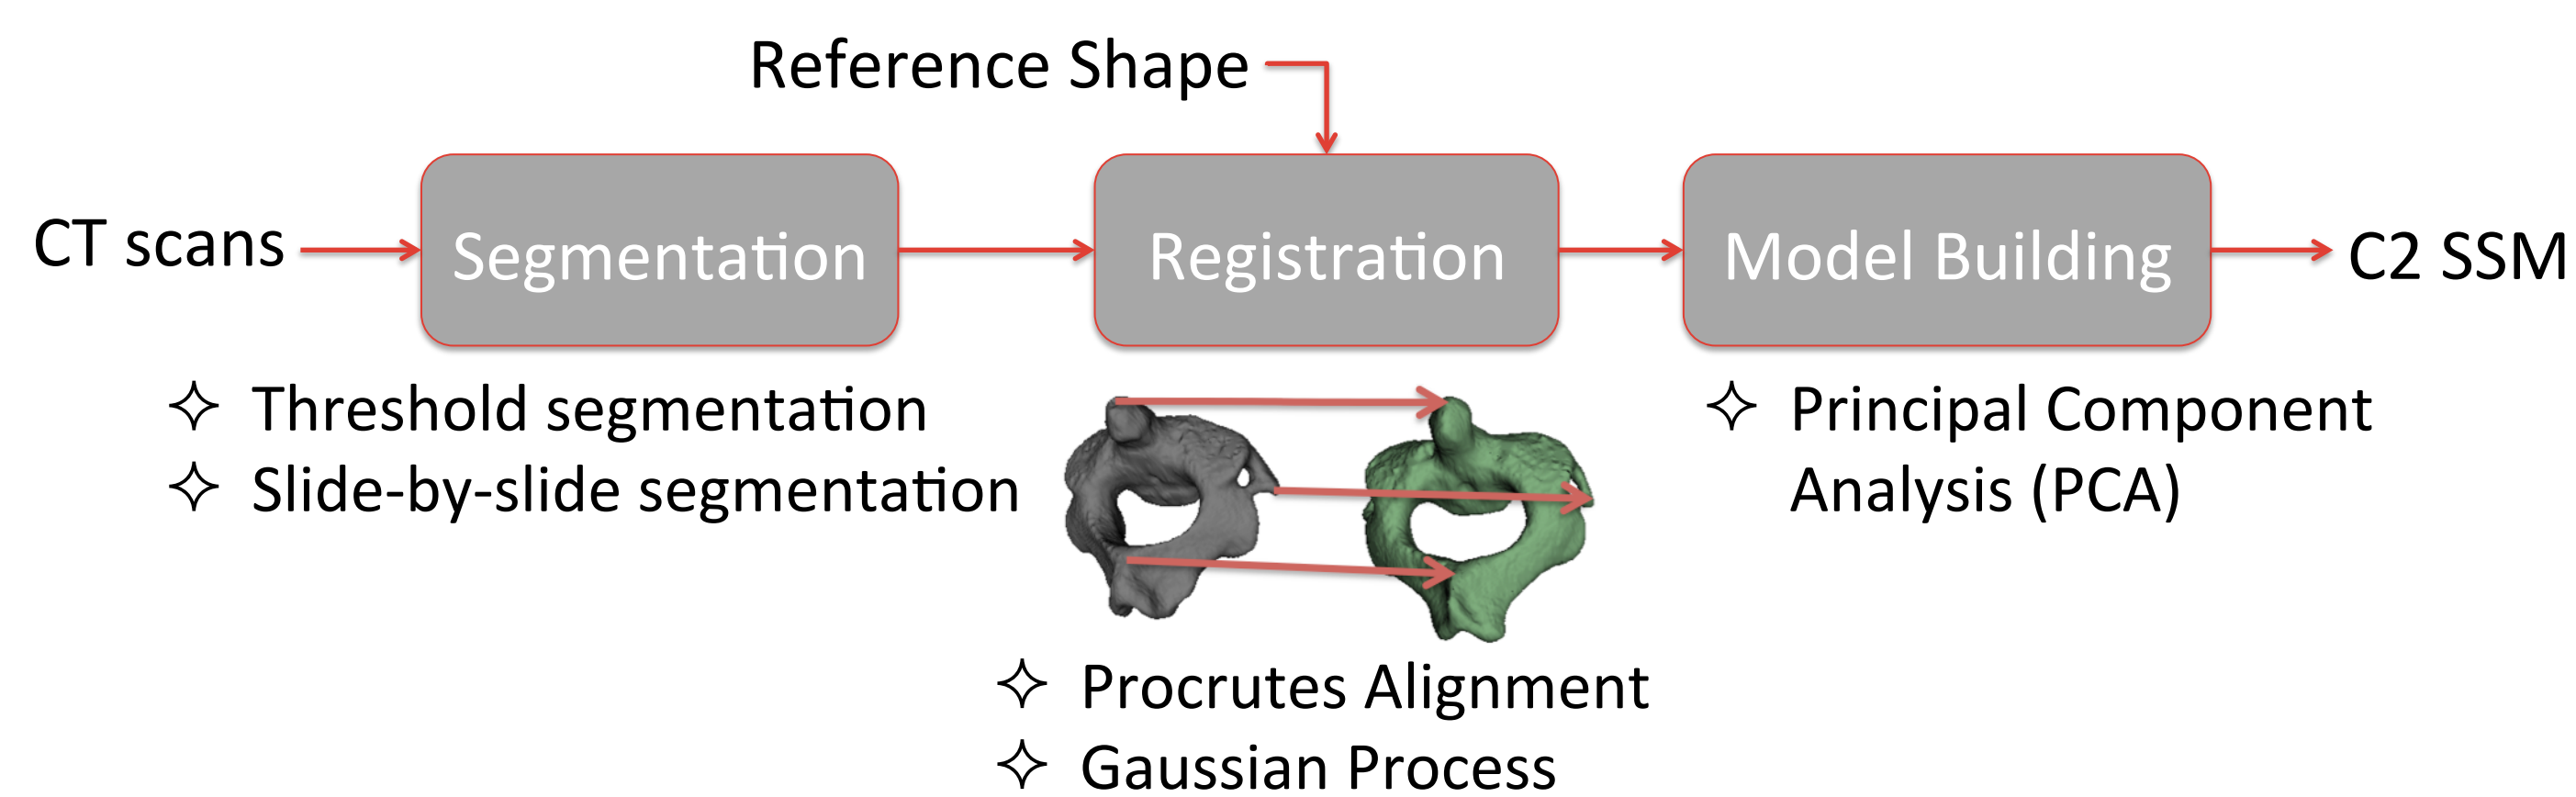 Reference Shape
CT scans
Segmentation
Registration
Model Building
C2 SSM
Threshold segmentation
Slide-by-slide segmentation
Principal Component
Analysis (PCA)
Procrutes Alignment
Gaussian Process